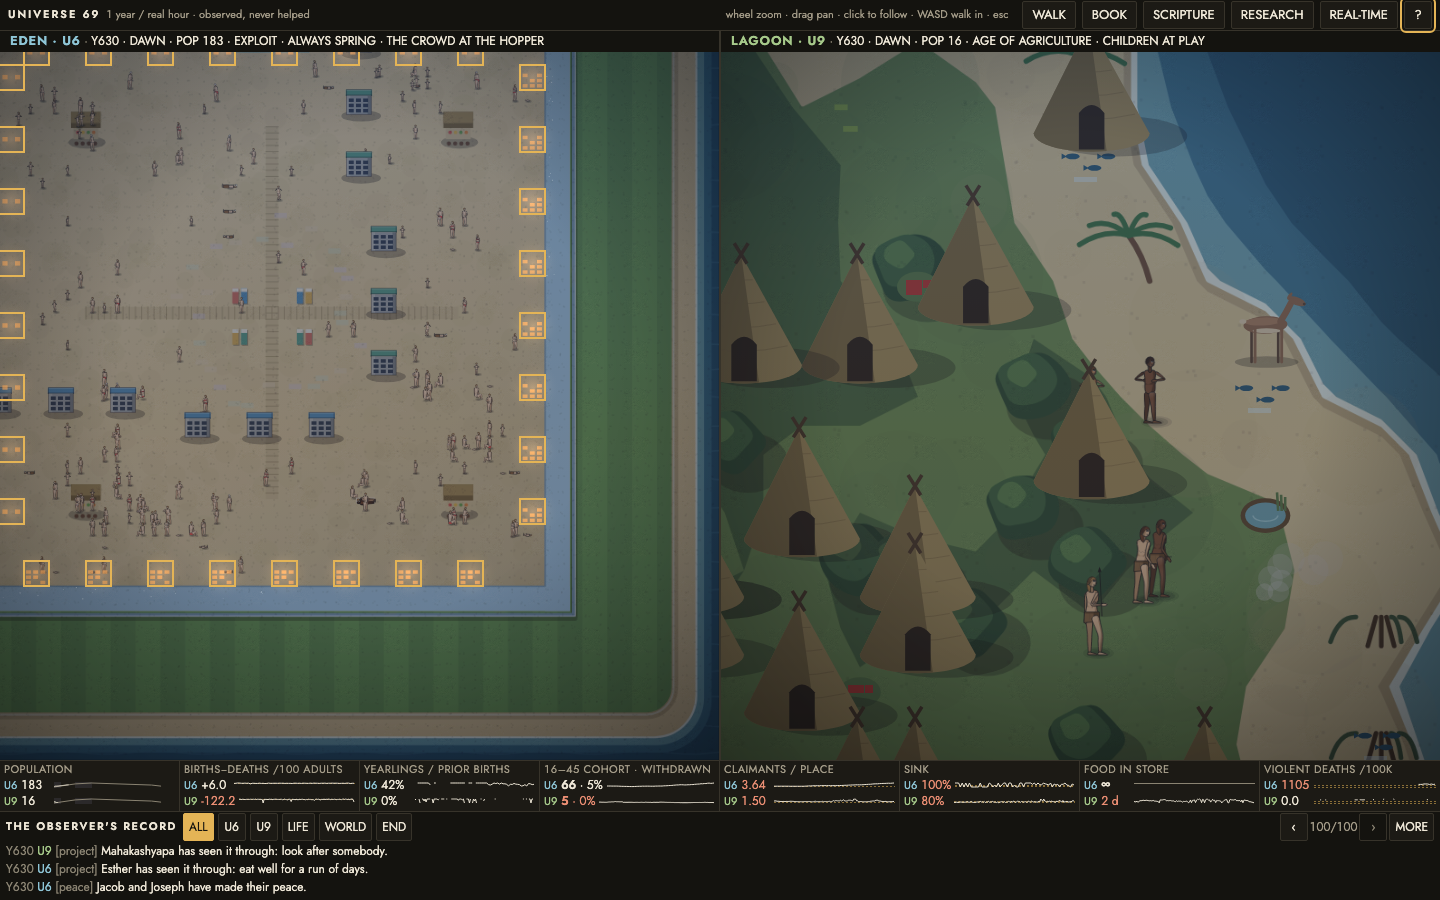 UNIVERSE 69 1 year / real hour · observed, never helped
wheel zoom · drag pan · click to follow · WASD walk in · esc
WALK BOOK SCRIPTURE RESEARCH REAL-TIME ?
EDEN · U6 · Y630 · DAWN · POP 183 · EXPLOIT · ALWAYS SPRING · THE CROWD AT THE HOPPER
LAGOON · U9 · Y630 · DAWN · POP 16 · AGE OF AGRICULTURE · CHILDREN AT PLAY
POPULATION
U6 183
U9 16
BIRTHS–DEATHS /100 ADULTS
U6 +6.0
U9 -122.2
YEARLINGS / PRIOR BIRTHS
U6 42%
U9 0%
16–45 COHORT · WITHDRAWN
U6 66 · 5%
U9 5 · 0%
CLAIMANTS / PLACE
U6 3.64
U9 1.50
SINK
U6 100%
U9 80%
FOOD IN STORE
U6 ∞
U9 2 d
VIOLENT DEATHS /100K
U6 1105
U9 0.0
THE OBSERVER'S RECORD ALL U6 U9 LIFE WORLD END
‹ 100/100 › MORE
Y630 U9 [project] Mahakashyapa has seen it through: look after somebody.
Y630 U6 [project] Esther has seen it through: eat well for a run of days.
Y630 U6 [peace] Jacob and Joseph have made their peace.